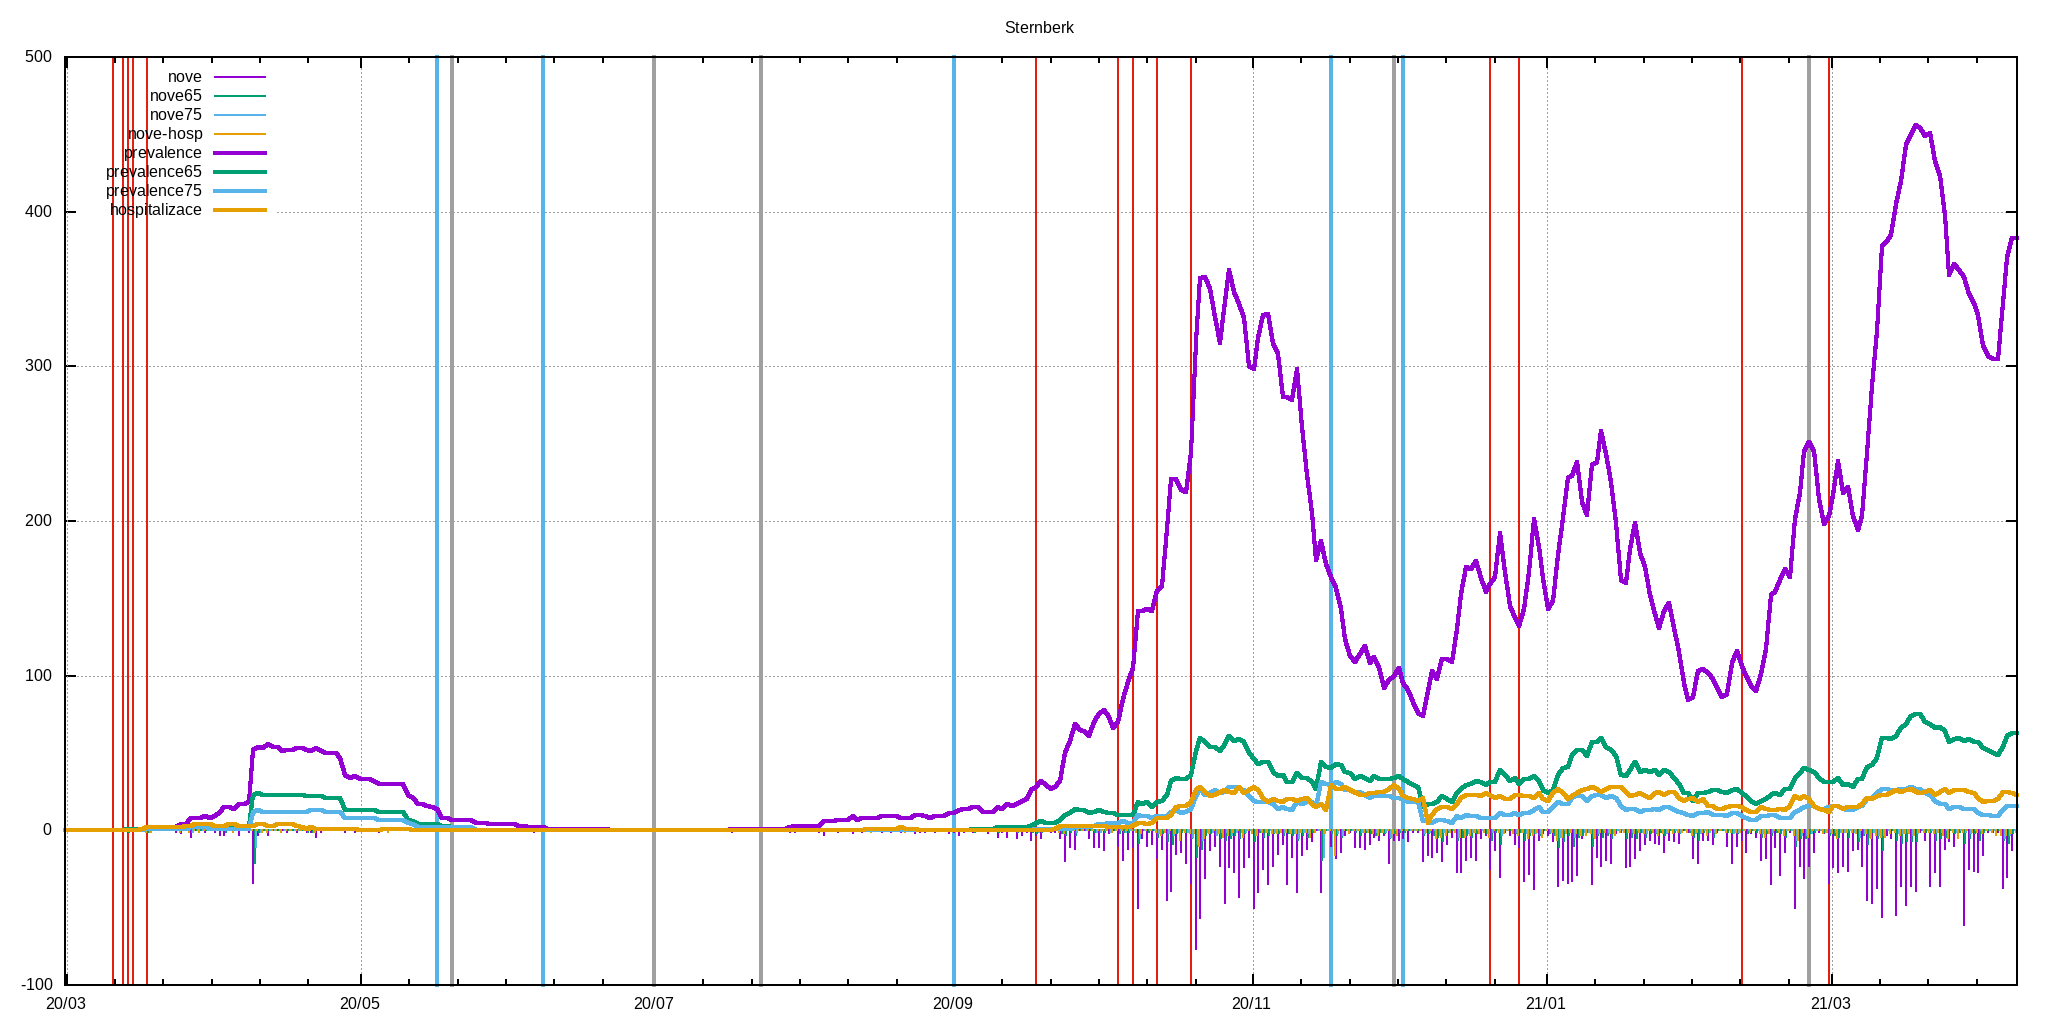 Sternberk
500
nove
nove65
nove75
nove-hosp
prevalence
prevalence65
prevalence75
hospitalizace
400
300
200
100
0
-100
20/03 20/05 20/07 20/09 20/11 21/01 21/03